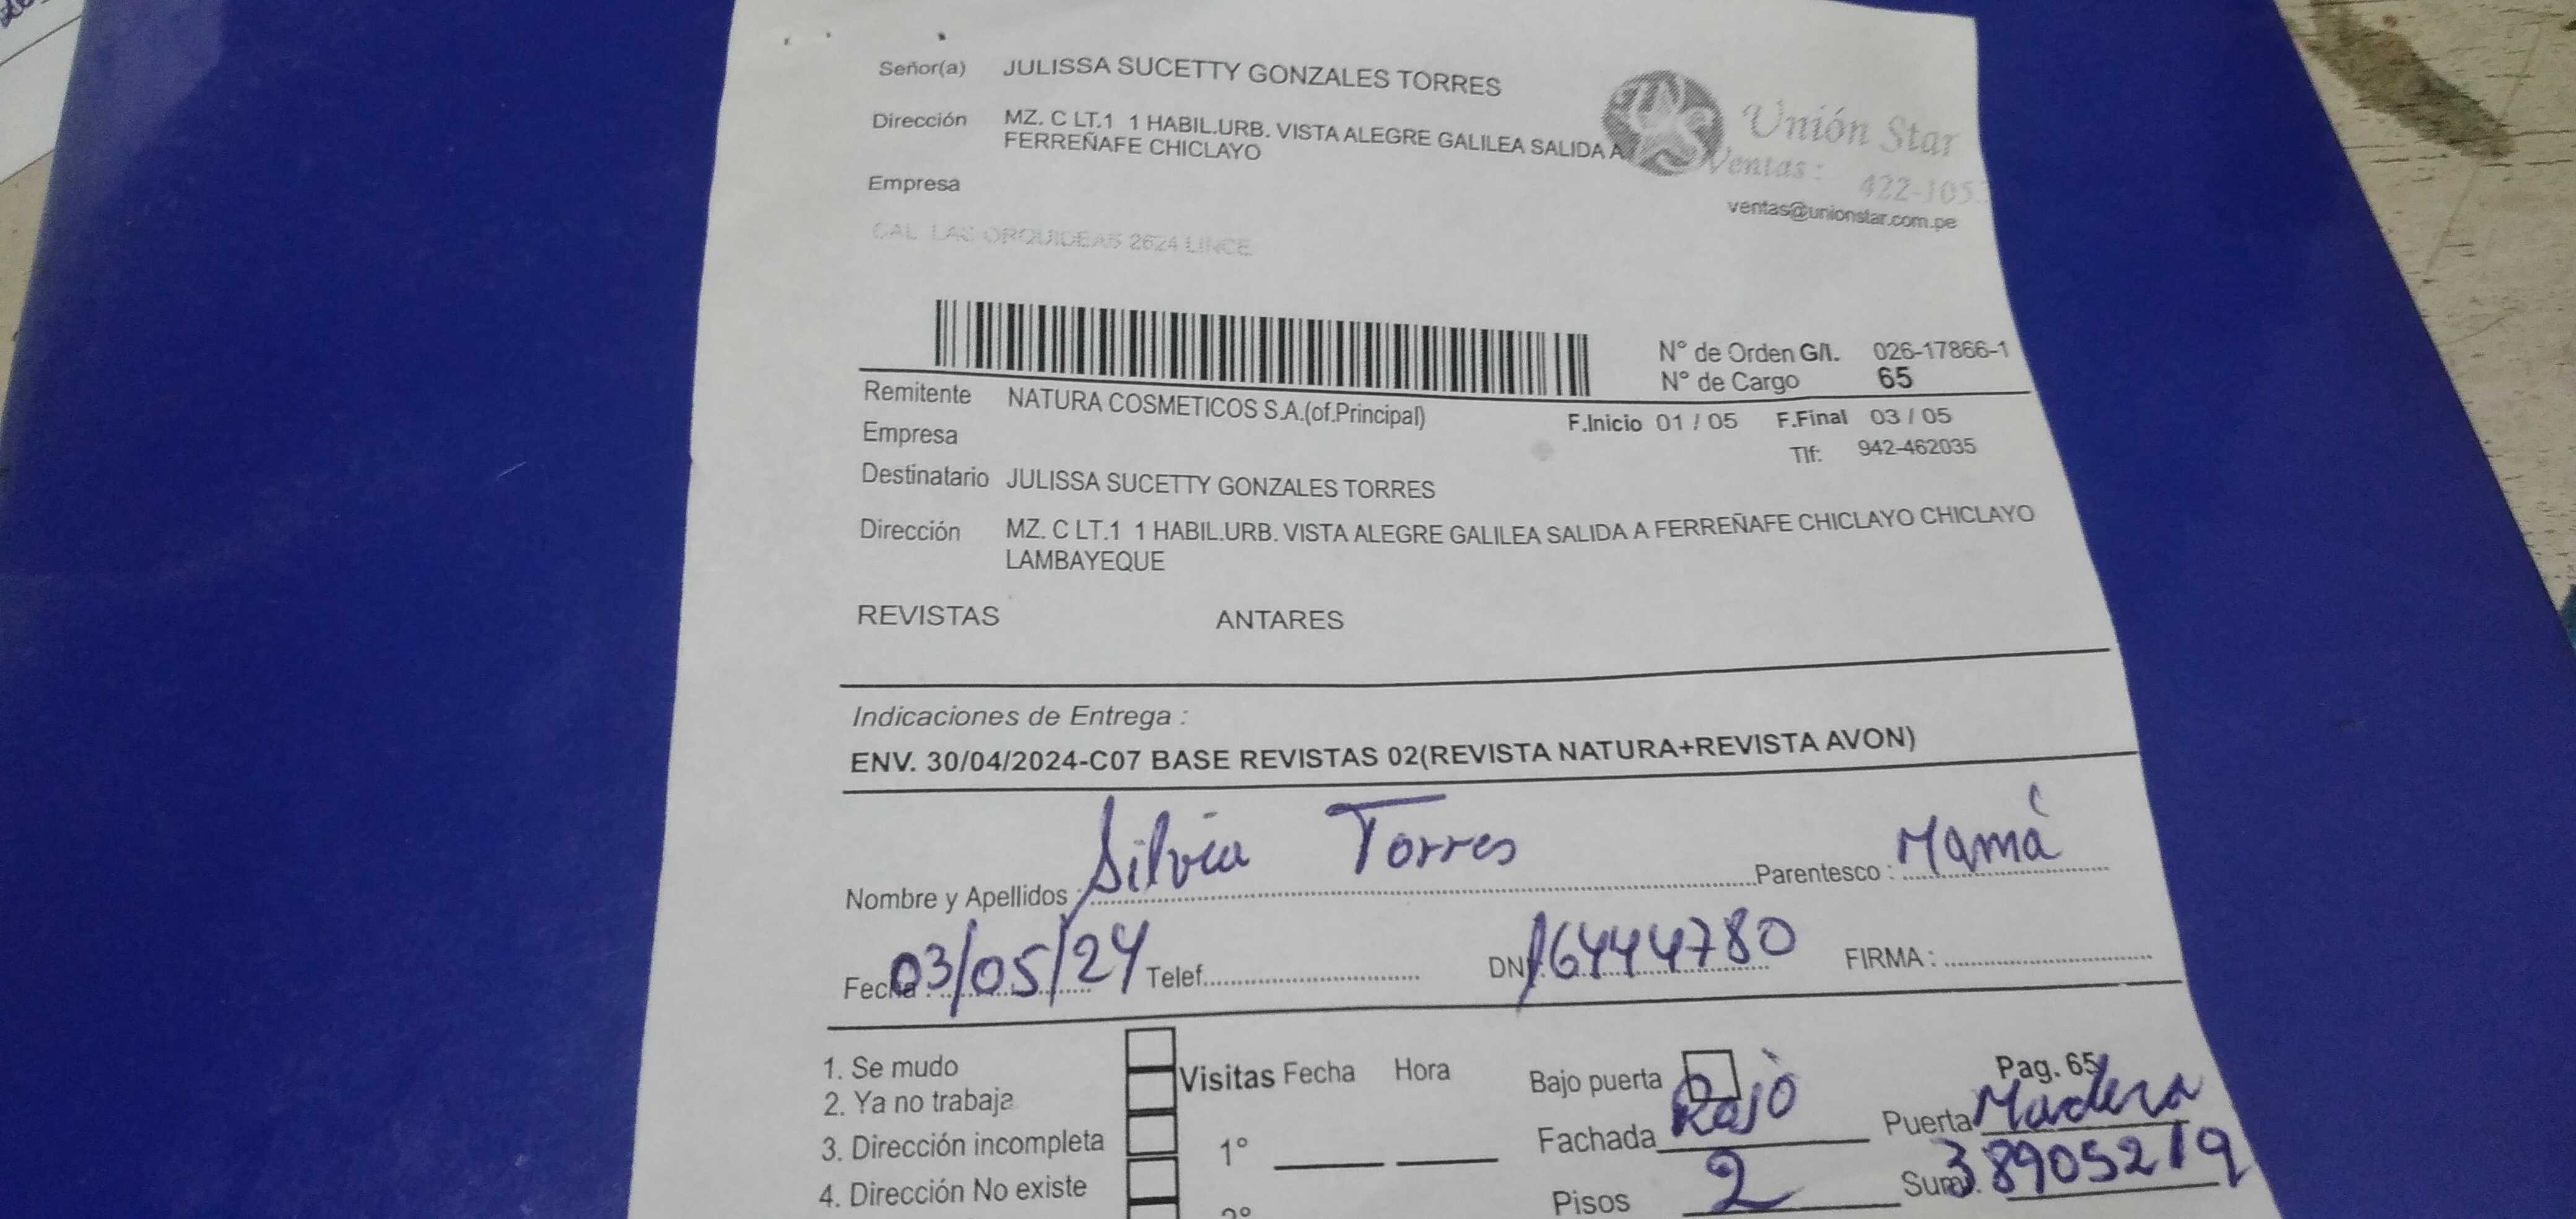 Señor(a) JULISSA SUCETTY GONZALES TORRES
Dirección MZ. C LT.1 1 HABIL.URB. VISTA ALEGRE GALILEA SALIDA A
FERREÑAFE CHICLAYO
Unión Star
Ventas : 422-105
ventas@unionstar.com.pe
Empresa
CAL LAS ORQUIDEAS 2624 LINCE
N° de Orden G/I. 026-17866-1
N° de Cargo 65
Remitente NATURA COSMETICOS S.A.(of.Principal) F.Inicio 01 / 05 F.Final 03 / 05
Empresa Tlf: 942-462035
Destinatario JULISSA SUCETTY GONZALES TORRES
Dirección MZ. C LT.1 1 HABIL.URB. VISTA ALEGRE GALILEA SALIDA A FERREÑAFE CHICLAYO CHICLAYO
LAMBAYEQUE
REVISTAS ANTARES
Indicaciones de Entrega :
ENV. 30/04/2024-C07 BASE REVISTAS 02(REVISTA NATURA+REVISTA AVON)
Nombre y Apellidos : Silvia Torres Parentesco : Mamá
Fecha : 03/05/24 Telef. DNI 16444780 FIRMA :
1. Se mudo Visitas Fecha Hora Bajo puerta Pag. 65
2. Ya no trabaja
3. Dirección incompleta 1° Fachada Rojo Puerta Madera
4. Dirección No existe 2° Pisos 2 Sum. 38905219